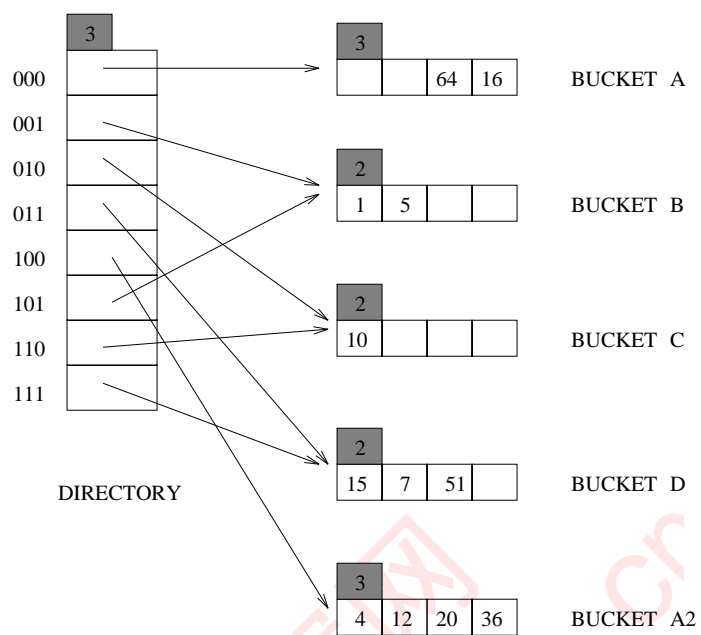 3
3
000
64 16
BUCKET A
001
2
010
1 5
BUCKET B
011
100
2
101
10
BUCKET C
110
111
2
DIRECTORY
15 7 51
BUCKET D
3
4 12 20 36
BUCKET A2